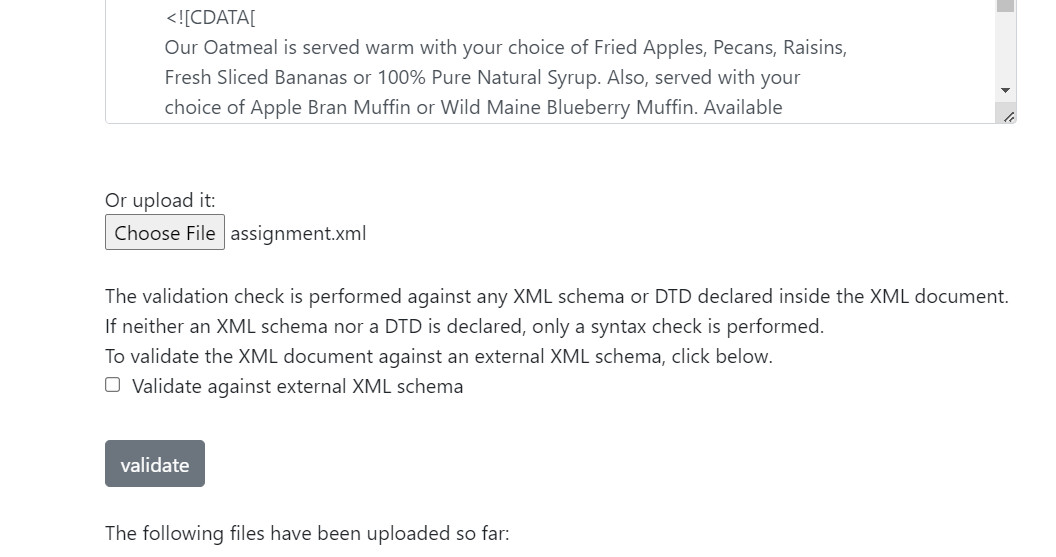 <![CDATA[
Our Oatmeal is served warm with your choice of Fried Apples, Pecans, Raisins,
Fresh Sliced Bananas or 100% Pure Natural Syrup. Also, served with your
choice of Apple Bran Muffin or Wild Maine Blueberry Muffin. Available
Or upload it:
Choose File assignment.xml
The validation check is performed against any XML schema or DTD declared inside the XML document.
If neither an XML schema nor a DTD is declared, only a syntax check is performed.
To validate the XML document against an external XML schema, click below.
Validate against external XML schema
validate
The following files have been uploaded so far: